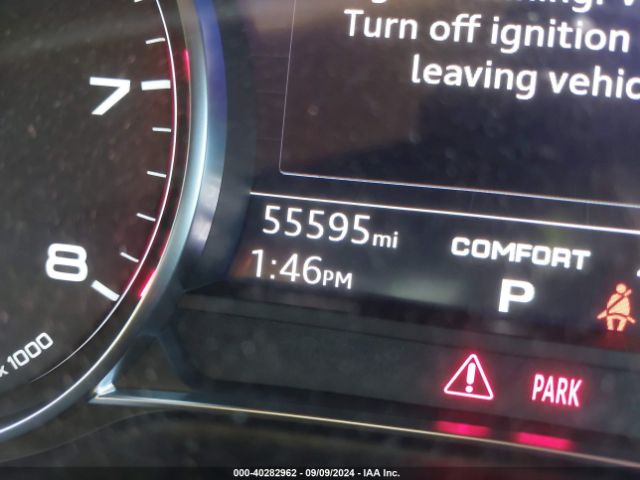 Turn off ignition
leaving
7
55595mi
COMFORT
8
1:46PM
P
x1000
PARK
000-40282962 - 09/09/2024 - IAA Inc.